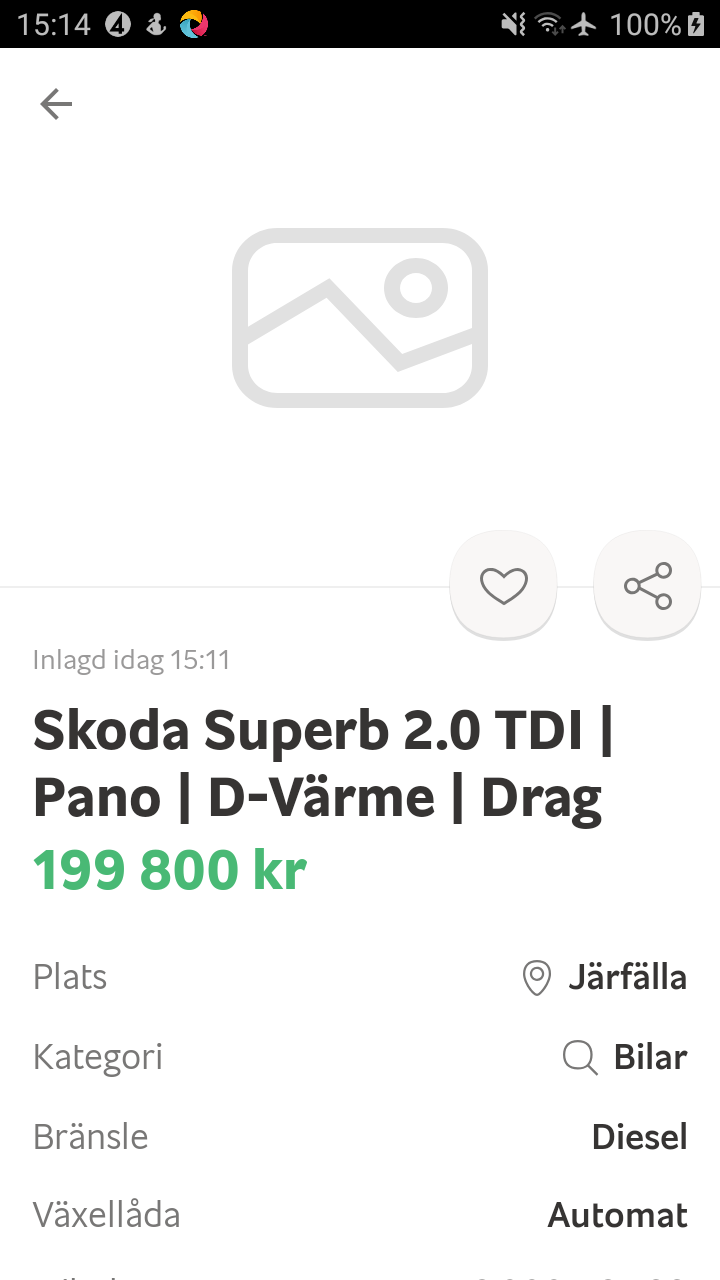 15:14
100%
Inlagd idag 15:11
Skoda Superb 2.0 TDI |
Pano | D-Värme | Drag
199 800 kr
Plats Järfälla
Kategori Bilar
Bränsle Diesel
Växellåda Automat